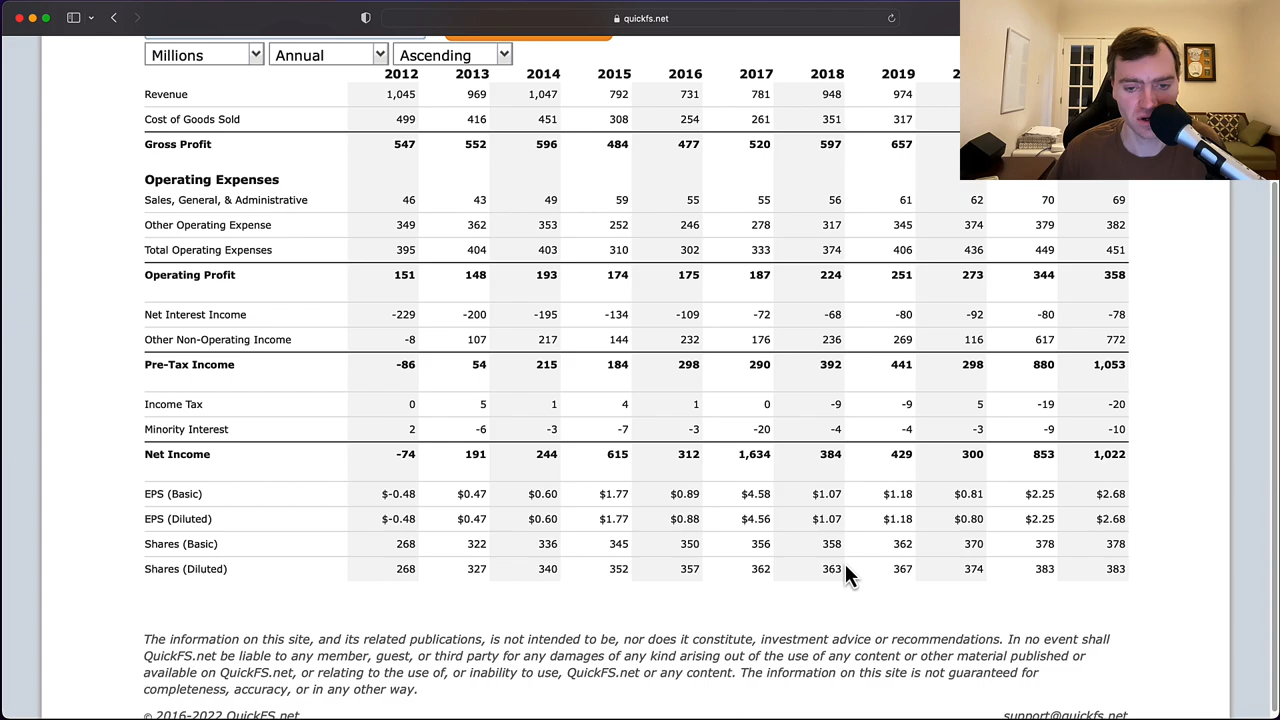 quickfs.net
Millions Annual Ascending
2012 2013 2014 2015 2016 2017 2018 2019
Revenue 1,045 969 1,047 792 731 781 948 974
Cost of Goods Sold 499 416 451 308 254 261 351 317
Gross Profit 547 552 596 484 477 520 597 657
Operating Expenses
Sales, General, & Administrative 46 43 49 59 55 55 56 61 62 70 69
Other Operating Expense 349 362 353 252 246 278 317 345 374 379 382
Total Operating Expenses 395 404 403 310 302 333 374 406 436 449 451
Operating Profit 151 148 193 174 175 187 224 251 273 344 358
Net Interest Income -229 -200 -195 -134 -109 -72 -68 -80 -92 -80 -78
Other Non-Operating Income -8 107 217 144 232 176 236 269 116 617 772
Pre-Tax Income -86 54 215 184 298 290 392 441 298 880 1,053
Income Tax 0 5 1 4 1 0 -9 -9 5 -19 -20
Minority Interest 2 -6 -3 -7 -3 -20 -4 -4 -3 -9 -10
Net Income -74 191 244 615 312 1,634 384 429 300 853 1,022
EPS (Basic) $-0.48 $0.47 $0.60 $1.77 $0.89 $4.58 $1.07 $1.18 $0.81 $2.25 $2.68
EPS (Diluted) $-0.48 $0.47 $0.60 $1.77 $0.88 $4.56 $1.07 $1.18 $0.80 $2.25 $2.68
Shares (Basic) 268 322 336 345 350 356 358 362 370 378 378
Shares (Diluted) 268 327 340 352 357 362 363 367 374 383 383
The information on this site, and its related publications, is not intended to be, nor does it constitute, investment advice or recommendations. In no event shall
QuickFS.net be liable to any member, guest, or third party for any damages of any kind arising out of the use of any content or other material published or
available on QuickFS.net, or relating to the use of, or inability to use, QuickFS.net or any content. The information on this site is not guaranteed for
completeness, accuracy, or in any other way.
© 2016-2022 QuickFS.net support@quickfs.net